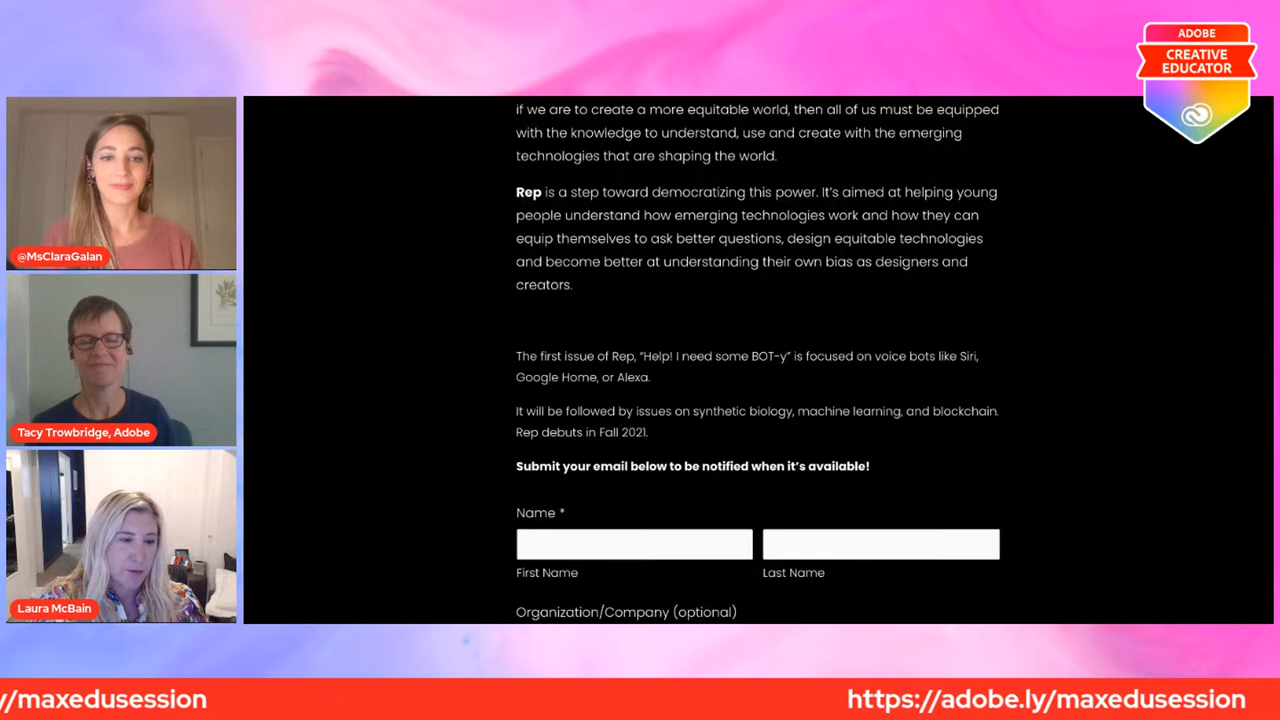 ADOBE
CREATIVE
EDUCATOR
@MsClaraGalan
Tacy Trowbridge, Adobe
Laura McBain
if we are to create a more equitable world, then all of us must be equipped
with the knowledge to understand, use and create with the emerging
technologies that are shaping the world.
Rep is a step toward democratizing this power. It’s aimed at helping young
people understand how emerging technologies work and how they can
equip themselves to ask better questions, design equitable technologies
and become better at understanding their own bias as designers and
creators.
The first issue of Rep, “Help! I need some BOT-y” is focused on voice bots like Siri,
Google Home, or Alexa.
It will be followed by issues on synthetic biology, machine learning, and blockchain.
Rep debuts in Fall 2021.
Submit your email below to be notified when it’s available!
Name *
First Name Last Name
Organization/Company (optional)
y/maxedusession https://adobe.ly/maxedusession